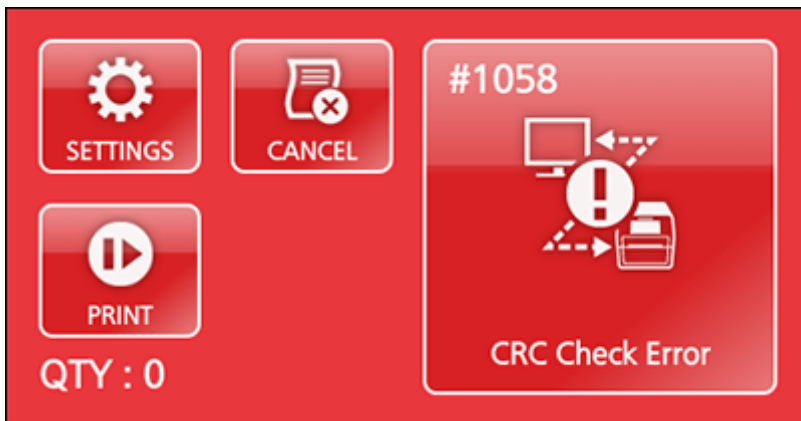 SETTINGS
CANCEL
#1058
PRINT
CRC Check Error
QTY : 0